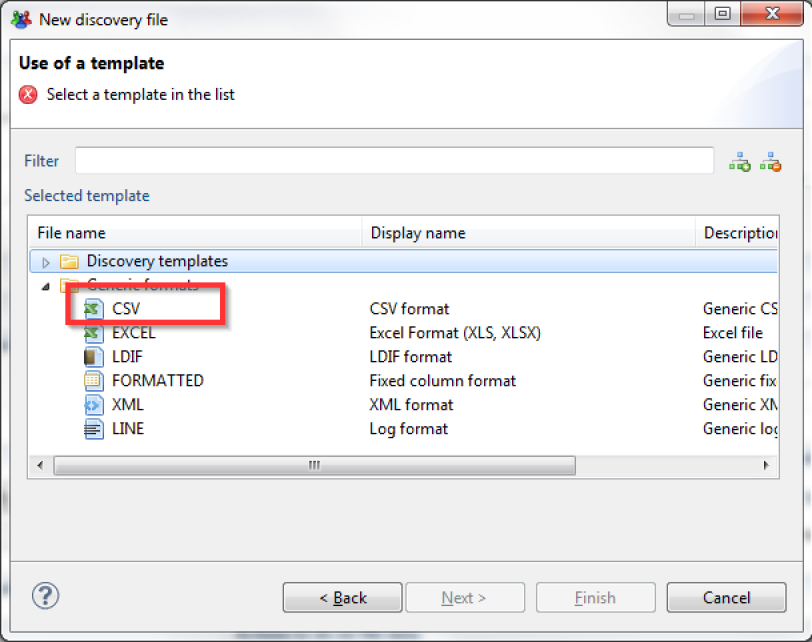 New discovery file
Use of a template
Select a template in the list
Filter
Selected template
File name Display name Description
Discovery templates
Generic formats
CSV CSV format Generic CS
EXCEL Excel Format (XLS, XLSX) Excel file
LDIF LDIF format Generic LD
FORMATTED Fixed column format Generic fix
XML XML format Generic XM
LINE Log format Generic log
< Back Next > Finish Cancel